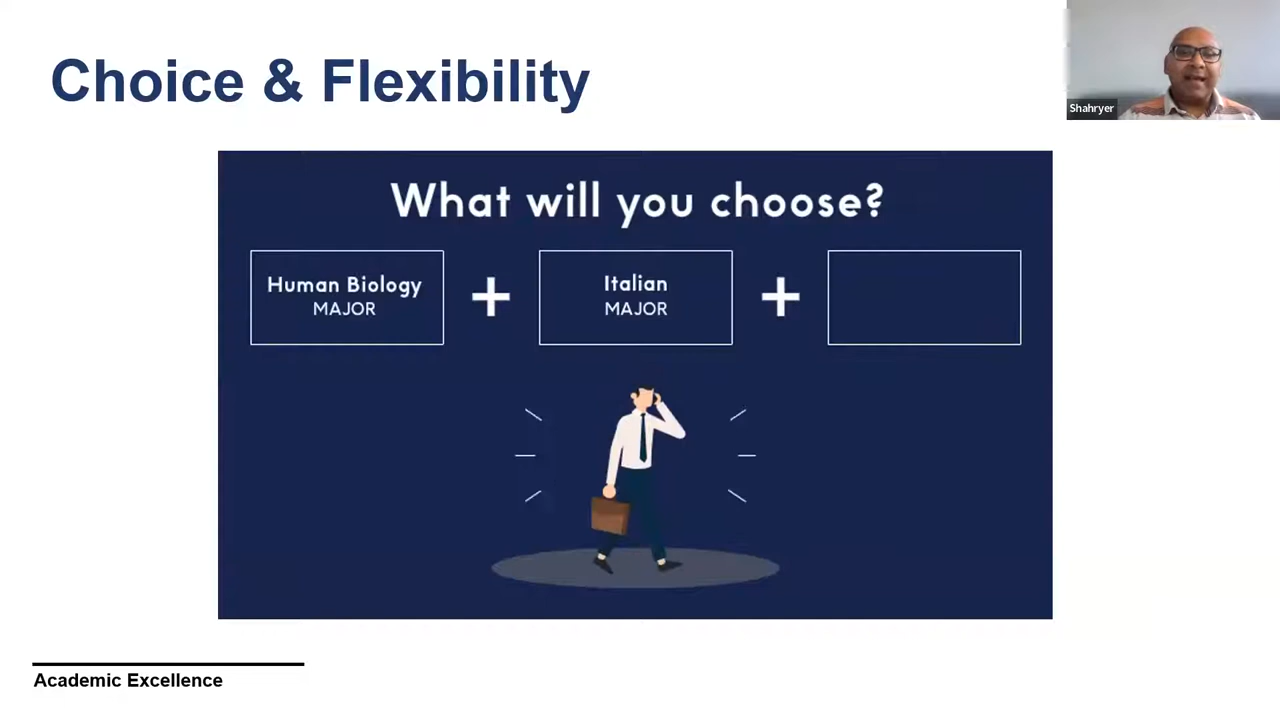 Choice & Flexibility
Shahryer
What will you choose?
Human Biology
MAJOR
+
Italian
MAJOR
+
Academic Excellence